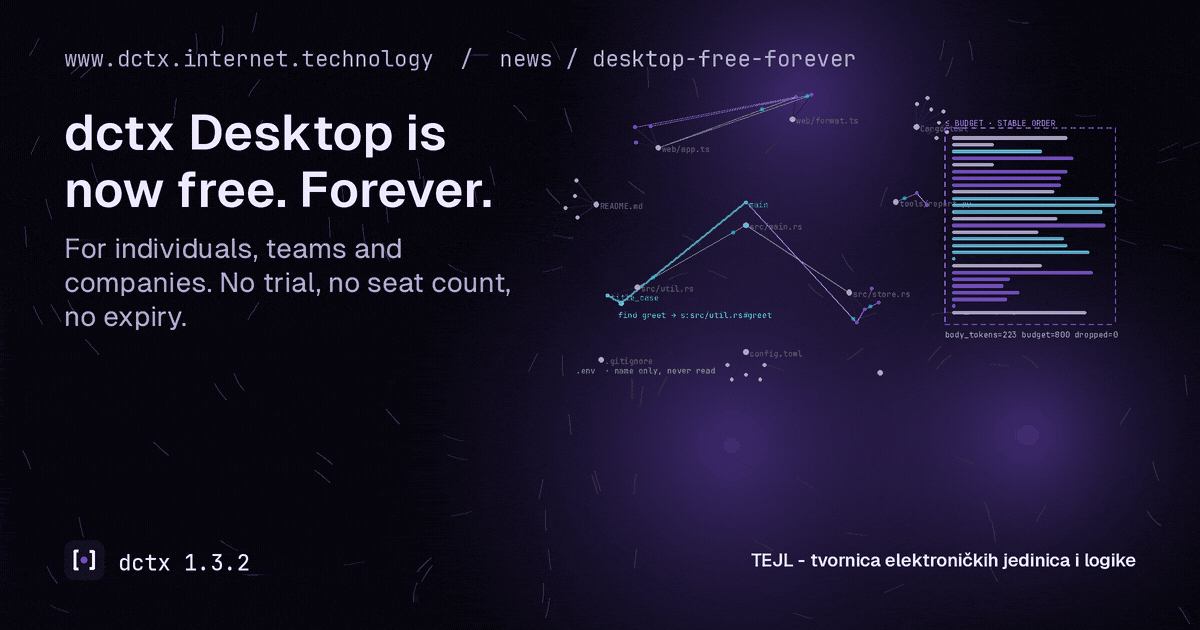 www.dctx.internet.technology / news / desktop-free-forever
dctx Desktop is
now free. Forever.
For individuals, teams and
companies. No trial, no seat count,
no expiry.
web/format.ts
web/app.ts
README.md
main
src/main.rs
src/util.rs
title_case
find greet → s:src/util.rs#greet
src/store.rs
.gitignore
.env · name only, never read
config.toml
BUDGET · STABLE ORDER
body_tokens=223 budget=800 dropped=0
dctx 1.3.2
TEJL - tvornica elektroničkih jedinica i logike